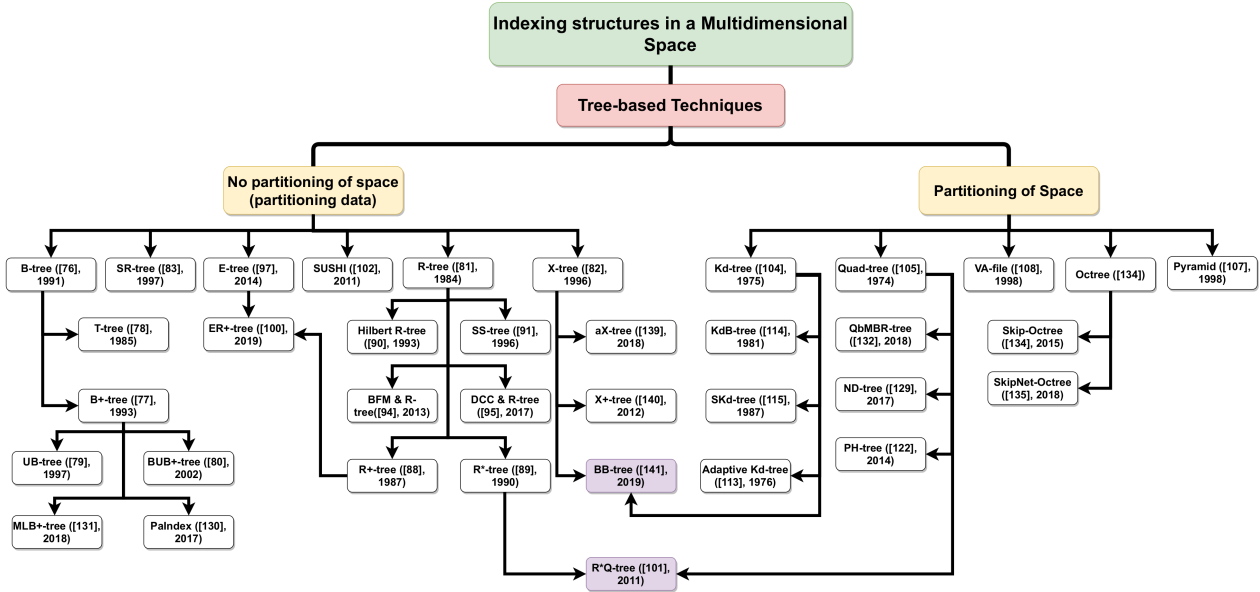 Indexing structures in a Multidimensional
Space
Tree-based Techniques
No partitioning of space
(partitioning data)
Partitioning of Space
B-tree ([76],
1991)
SR-tree ([83],
1997)
E-tree ([97],
2014)
SUSHI ([102],
2011)
R-tree ([81],
1984)
X-tree ([82],
1996)
Kd-tree ([104],
1975)
Quad-tree ([105],
1974)
VA-file ([108],
1998)
Octree ([134])
Pyramid ([107],
1998)
T-tree ([78],
1985)
ER+-tree ([100],
2019)
Hilbert R-tree
([90], 1993)
SS-tree ([91],
1996)
aX-tree ([139],
2018)
KdB-tree ([114],
1981)
QbMBR-tree
([132], 2018)
Skip-Octree
([134], 2015)
B+-tree ([77],
1993)
BFM & R-
tree([94], 2013)
DCC & R-tree
([95], 2017)
X+-tree ([140],
2012)
SKd-tree ([115],
1987)
ND-tree ([129],
2017)
SkipNet-Octree
([135], 2018)
UB-tree ([79],
1997)
BUB+-tree ([80],
2002)
R+-tree ([88],
1987)
R*-tree ([89],
1990)
BB-tree ([141],
2019)
Adaptive Kd-tree
([113], 1976)
PH-tree ([122],
2014)
MLB+-tree ([131],
2018)
PaIndex ([130],
2017)
R*Q-tree ([101],
2011)